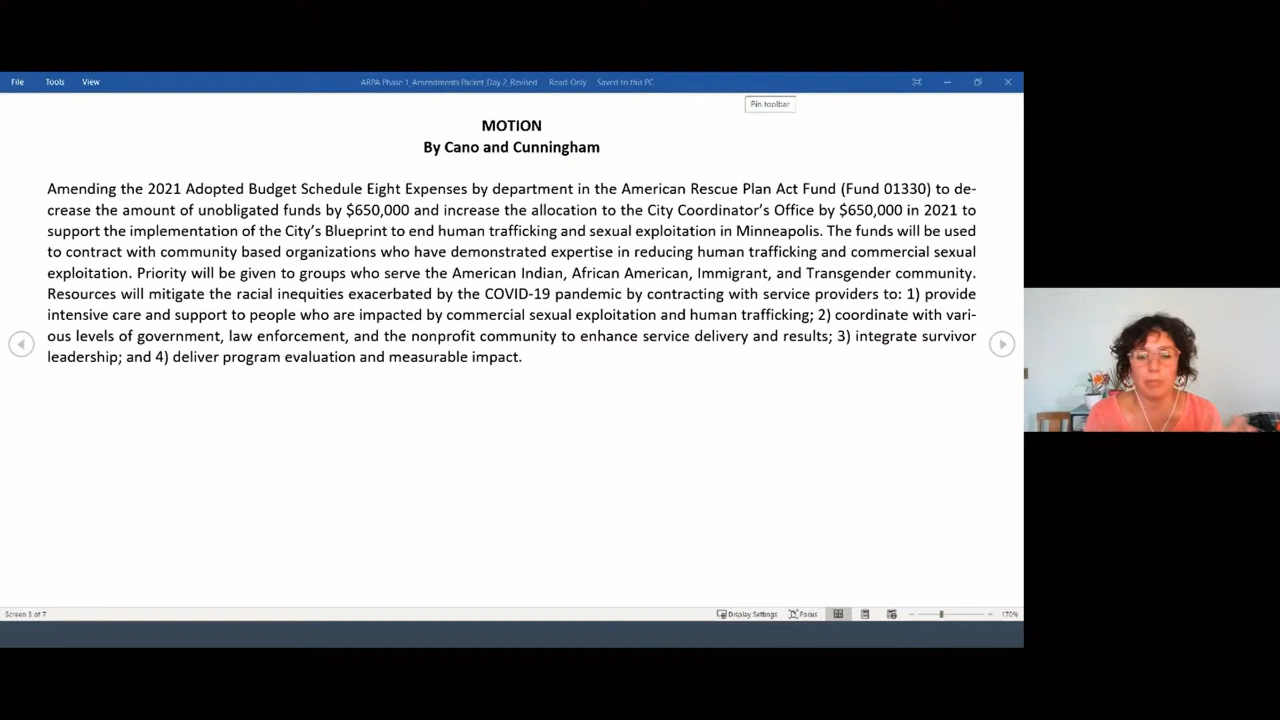 File Tools View ARPA Phase 1_Amendments Packet_Day 2_Revised Read-Only Saved to this PC
Pin toolbar
MOTION
By Cano and Cunningham
Amending the 2021 Adopted Budget Schedule Eight Expenses by department in the American Rescue Plan Act Fund (Fund 01330) to de-
crease the amount of unobligated funds by $650,000 and increase the allocation to the City Coordinator's Office by $650,000 in 2021 to
support the implementation of the City's Blueprint to end human trafficking and sexual exploitation in Minneapolis. The funds will be used
to contract with community based organizations who have demonstrated expertise in reducing human trafficking and commercial sexual
exploitation. Priority will be given to groups who serve the American Indian, African American, Immigrant, and Transgender community.
Resources will mitigate the racial inequities exacerbated by the COVID-19 pandemic by contracting with service providers to: 1) provide
intensive care and support to people who are impacted by commercial sexual exploitation and human trafficking; 2) coordinate with vari-
ous levels of government, law enforcement, and the nonprofit community to enhance service delivery and results; 3) integrate survivor
leadership; and 4) deliver program evaluation and measurable impact.
Screen 3 of 7 Display Settings Focus 170%